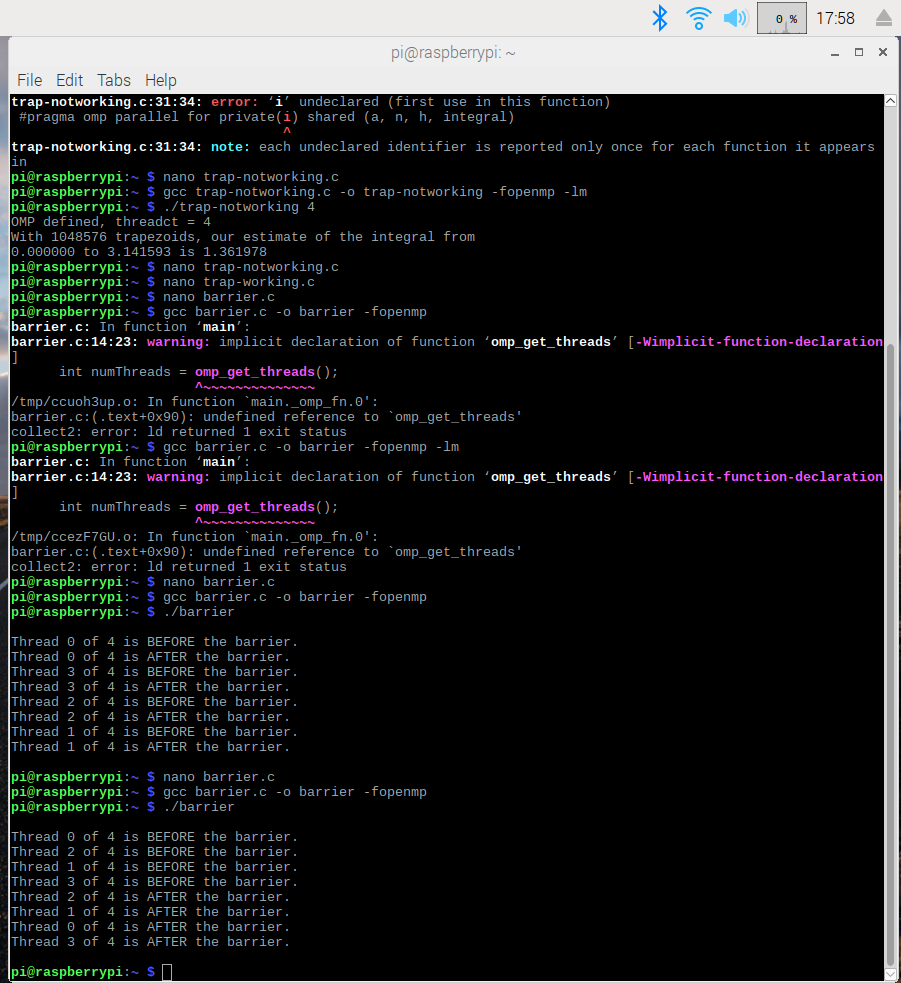 0 %
17:58
pi@raspberrypi: ~
File Edit Tabs Help
trap-notworking.c:31:34: error: ‘i’ undeclared (first use in this function)
#pragma omp parallel for private(i) shared (a, n, h, integral)
^
trap-notworking.c:31:34: note: each undeclared identifier is reported only once for each function it appears
in
pi@raspberrypi:~ $ nano trap-notworking.c
pi@raspberrypi:~ $ gcc trap-notworking.c -o trap-notworking -fopenmp -lm
pi@raspberrypi:~ $ ./trap-notworking 4
OMP defined, threadct = 4
With 1048576 trapezoids, our estimate of the integral from
0.000000 to 3.141593 is 1.361978
pi@raspberrypi:~ $ nano trap-notworking.c
pi@raspberrypi:~ $ nano trap-working.c
pi@raspberrypi:~ $ nano barrier.c
pi@raspberrypi:~ $ gcc barrier.c -o barrier -fopenmp
barrier.c: In function ‘main’:
barrier.c:14:23: warning: implicit declaration of function ‘omp_get_threads’ [-Wimplicit-function-declaration
]
int numThreads = omp_get_threads();
^~~~~~~~~~~~~~~
/tmp/ccuoh3up.o: In function `main._omp_fn.0':
barrier.c:(.text+0x90): undefined reference to `omp_get_threads'
collect2: error: ld returned 1 exit status
pi@raspberrypi:~ $ gcc barrier.c -o barrier -fopenmp -lm
barrier.c: In function ‘main’:
barrier.c:14:23: warning: implicit declaration of function ‘omp_get_threads’ [-Wimplicit-function-declaration
]
int numThreads = omp_get_threads();
^~~~~~~~~~~~~~~
/tmp/ccezF7GU.o: In function `main._omp_fn.0':
barrier.c:(.text+0x90): undefined reference to `omp_get_threads'
collect2: error: ld returned 1 exit status
pi@raspberrypi:~ $ nano barrier.c
pi@raspberrypi:~ $ gcc barrier.c -o barrier -fopenmp
pi@raspberrypi:~ $ ./barrier
Thread 0 of 4 is BEFORE the barrier.
Thread 0 of 4 is AFTER the barrier.
Thread 3 of 4 is BEFORE the barrier.
Thread 3 of 4 is AFTER the barrier.
Thread 2 of 4 is BEFORE the barrier.
Thread 2 of 4 is AFTER the barrier.
Thread 1 of 4 is BEFORE the barrier.
Thread 1 of 4 is AFTER the barrier.
pi@raspberrypi:~ $ nano barrier.c
pi@raspberrypi:~ $ gcc barrier.c -o barrier -fopenmp
pi@raspberrypi:~ $ ./barrier
Thread 0 of 4 is BEFORE the barrier.
Thread 2 of 4 is BEFORE the barrier.
Thread 1 of 4 is BEFORE the barrier.
Thread 3 of 4 is BEFORE the barrier.
Thread 2 of 4 is AFTER the barrier.
Thread 1 of 4 is AFTER the barrier.
Thread 0 of 4 is AFTER the barrier.
Thread 3 of 4 is AFTER the barrier.
pi@raspberrypi:~ $